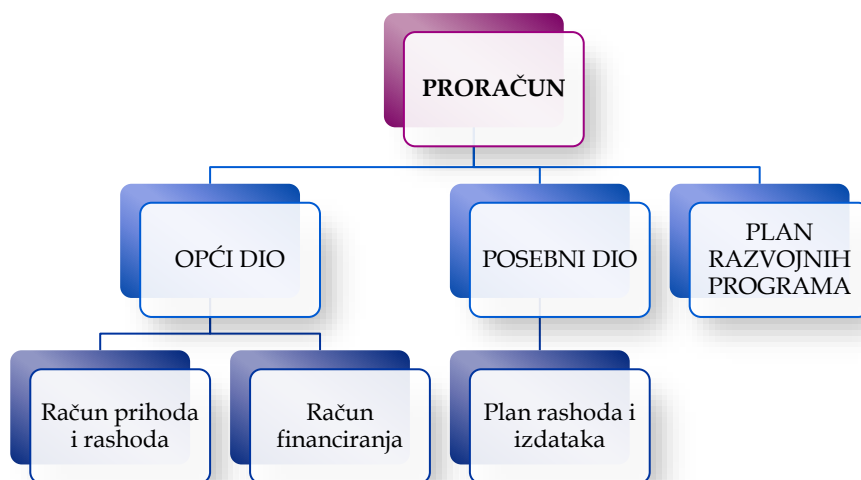 PRORAČUN
OPĆI DIO
POSEBNI DIO
PLAN
RAZVOJNIH
PROGRAMA
Račun prihoda
i rashoda
Račun
financiranja
Plan rashoda i
izdataka